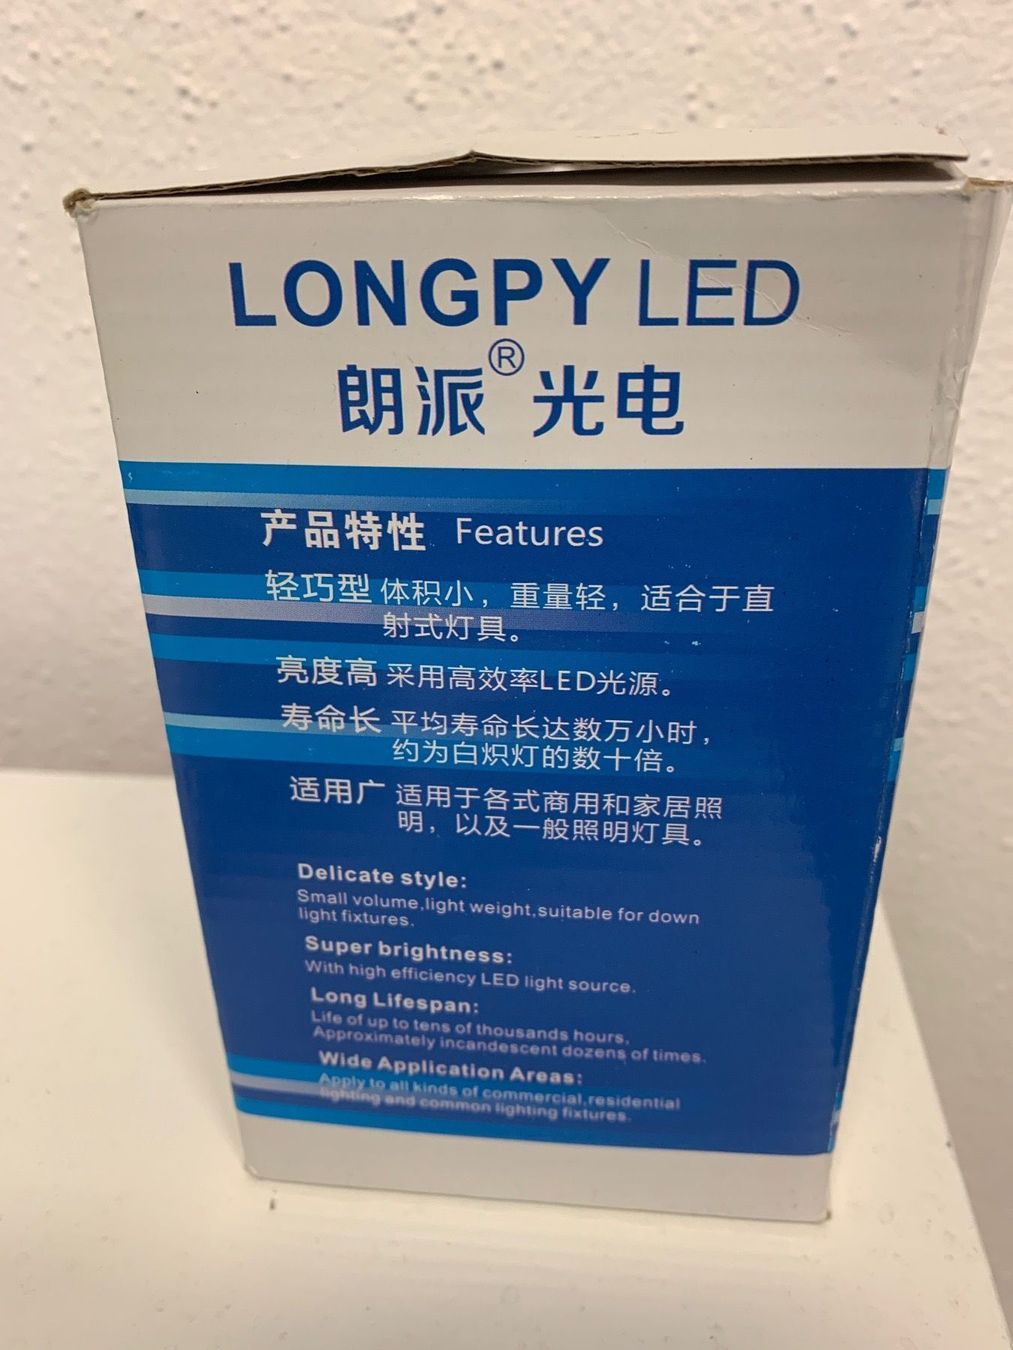 LONGPY LED
朗派®光电
产品特性 Features
轻巧型 体积小，重量轻，适合于直
射式灯具。
亮度高 采用高效率LED光源。
寿命长 平均寿命长达数万小时，
约为白炽灯的数十倍。
适用广 适用于各式商用和家居照
明，以及一般照明灯具。
Delicate style:
Small volume,light weight,suitable for down
light fixtures.
Super brightness:
With high efficiency LED light source.
Long Lifespan:
Life of up to tens of thousands hours,
Approximately incandescent dozens of times.
Wide Application Areas:
Apply to all kinds of commercial,residential
lighting and common lighting fixtures.